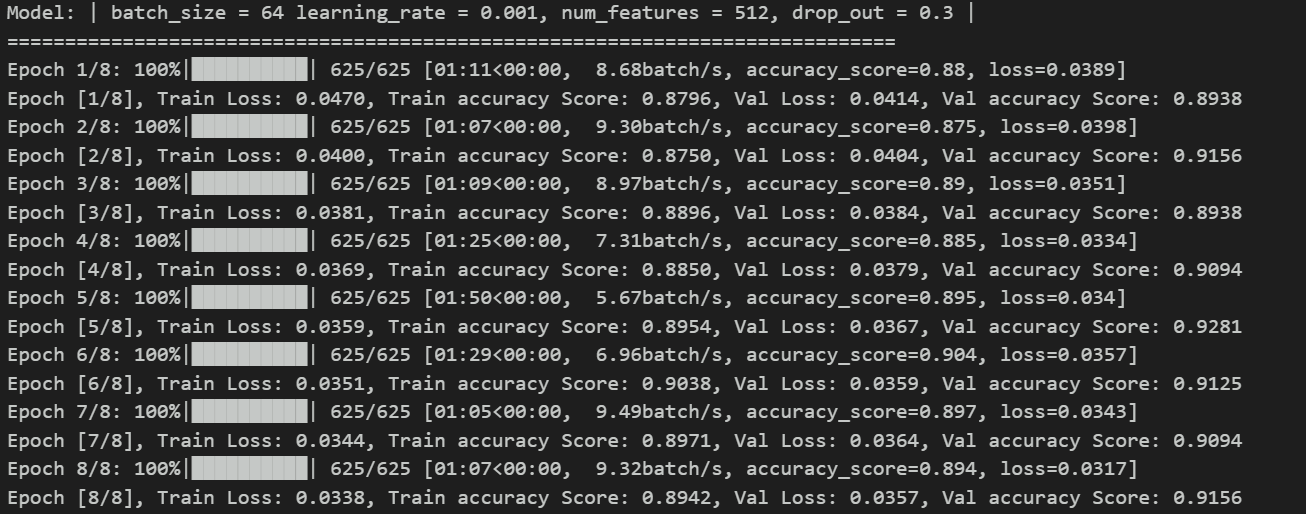 Model: | batch_size = 64 learning_rate = 0.001, num_features = 512, drop_out = 0.3 |
=============================================================================
Epoch 1/8: 100%|██████████| 625/625 [01:11<00:00,  8.68batch/s, accuracy_score=0.88, loss=0.0389]
Epoch [1/8], Train Loss: 0.0470, Train accuracy Score: 0.8796, Val Loss: 0.0414, Val accuracy Score: 0.8938
Epoch 2/8: 100%|██████████| 625/625 [01:07<00:00,  9.30batch/s, accuracy_score=0.875, loss=0.0398]
Epoch [2/8], Train Loss: 0.0400, Train accuracy Score: 0.8750, Val Loss: 0.0404, Val accuracy Score: 0.9156
Epoch 3/8: 100%|██████████| 625/625 [01:09<00:00,  8.97batch/s, accuracy_score=0.89, loss=0.0351]
Epoch [3/8], Train Loss: 0.0381, Train accuracy Score: 0.8896, Val Loss: 0.0384, Val accuracy Score: 0.8938
Epoch 4/8: 100%|██████████| 625/625 [01:25<00:00,  7.31batch/s, accuracy_score=0.885, loss=0.0334]
Epoch [4/8], Train Loss: 0.0369, Train accuracy Score: 0.8850, Val Loss: 0.0379, Val accuracy Score: 0.9094
Epoch 5/8: 100%|██████████| 625/625 [01:50<00:00,  5.67batch/s, accuracy_score=0.895, loss=0.034]
Epoch [5/8], Train Loss: 0.0359, Train accuracy Score: 0.8954, Val Loss: 0.0367, Val accuracy Score: 0.9281
Epoch 6/8: 100%|██████████| 625/625 [01:29<00:00,  6.96batch/s, accuracy_score=0.904, loss=0.0357]
Epoch [6/8], Train Loss: 0.0351, Train accuracy Score: 0.9038, Val Loss: 0.0359, Val accuracy Score: 0.9125
Epoch 7/8: 100%|██████████| 625/625 [01:05<00:00,  9.49batch/s, accuracy_score=0.897, loss=0.0343]
Epoch [7/8], Train Loss: 0.0344, Train accuracy Score: 0.8971, Val Loss: 0.0364, Val accuracy Score: 0.9094
Epoch 8/8: 100%|██████████| 625/625 [01:07<00:00,  9.32batch/s, accuracy_score=0.894, loss=0.0317]
Epoch [8/8], Train Loss: 0.0338, Train accuracy Score: 0.8942, Val Loss: 0.0357, Val accuracy Score: 0.9156